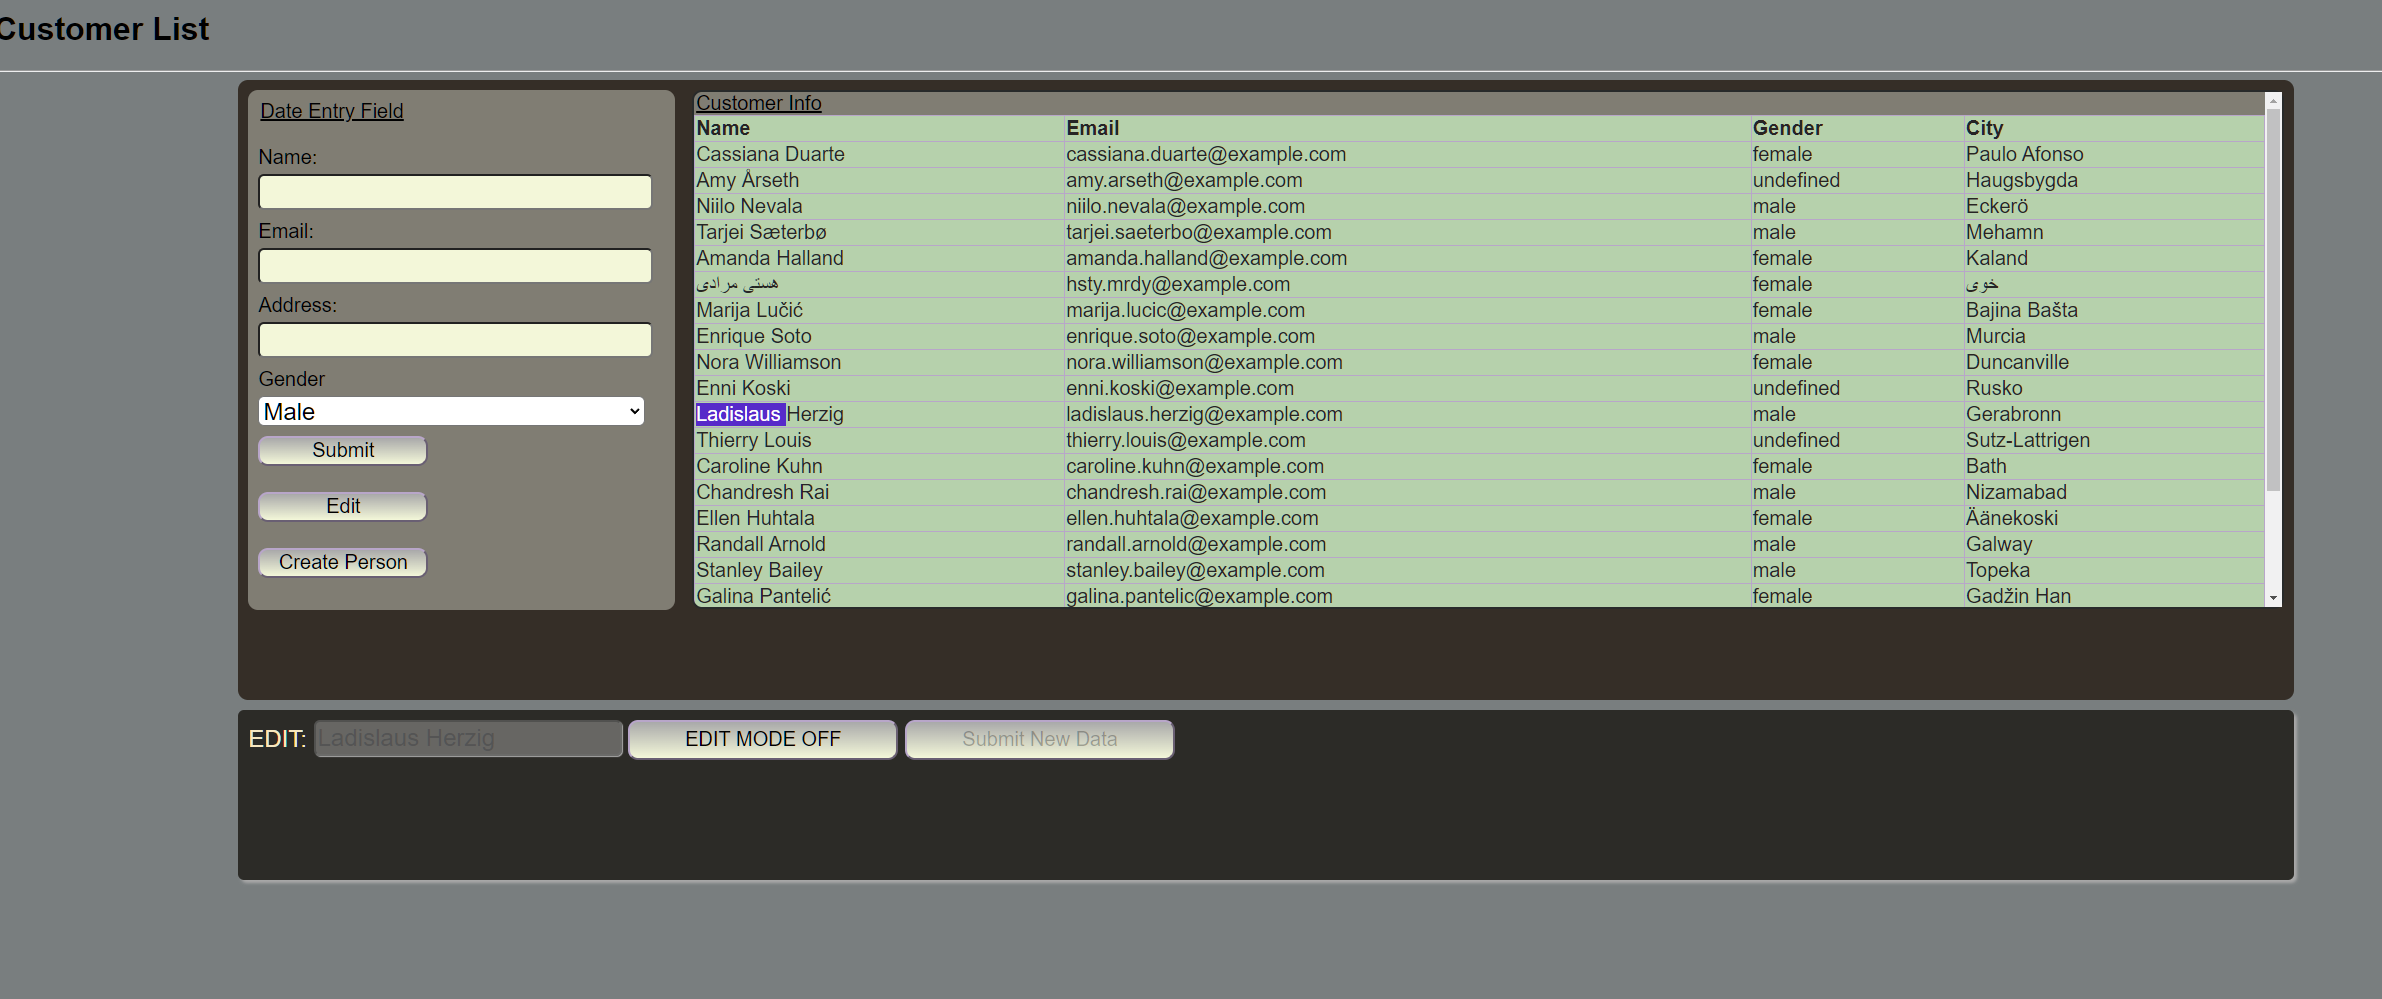 Customer List
Date Entry Field
Name:
Email:
Address:
Gender
Male
Submit
Edit
Create Person
Customer Info
Name Email Gender City
Cassiana Duarte cassiana.duarte@example.com female Paulo Afonso
Amy Årseth amy.arseth@example.com undefined Haugsbygda
Niilo Nevala niilo.nevala@example.com male Eckerö
Tarjei Sæterbø tarjei.saeterbo@example.com male Mehamn
Amanda Halland amanda.halland@example.com female Kaland
هستی مرادی hsty.mrdy@example.com female خوی
Marija Lučić marija.lucic@example.com female Bajina Bašta
Enrique Soto enrique.soto@example.com male Murcia
Nora Williamson nora.williamson@example.com female Duncanville
Enni Koski enni.koski@example.com undefined Rusko
Ladislaus Herzig ladislaus.herzig@example.com male Gerabronn
Thierry Louis thierry.louis@example.com undefined Sutz-Lattrigen
Caroline Kuhn caroline.kuhn@example.com female Bath
Chandresh Rai chandresh.rai@example.com male Nizamabad
Ellen Huhtala ellen.huhtala@example.com female Äänekoski
Randall Arnold randall.arnold@example.com male Galway
Stanley Bailey stanley.bailey@example.com male Topeka
Galina Pantelić galina.pantelic@example.com female Gadžin Han
EDIT: Ladislaus Herzig EDIT MODE OFF Submit New Data